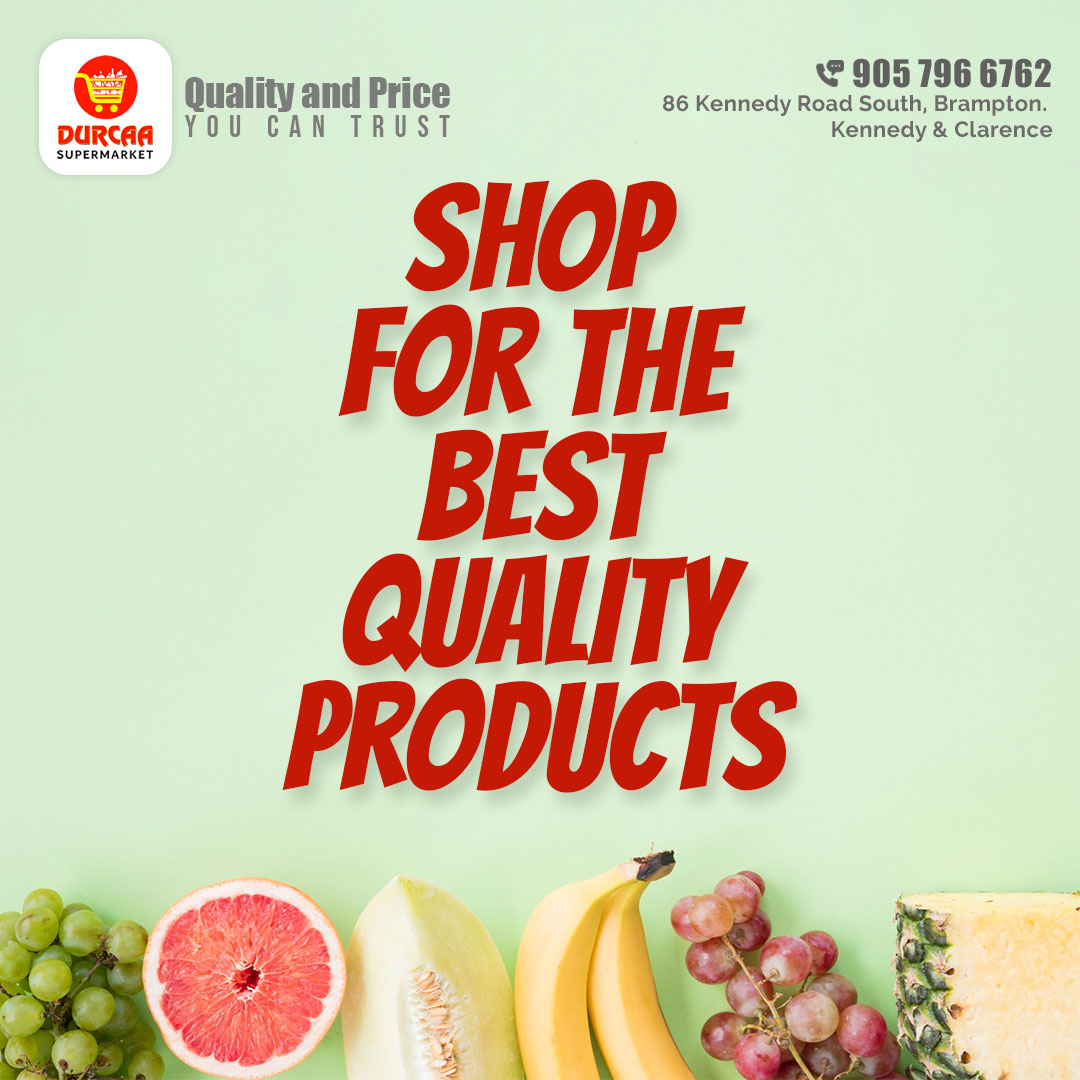 DURCAA
SUPERMARKET
Quality and Price
YOU CAN TRUST
905 796 6762
86 Kennedy Road South, Brampton.
Kennedy & Clarence
SHOP
FOR THE
BEST
QUALITY
PRODUCTS